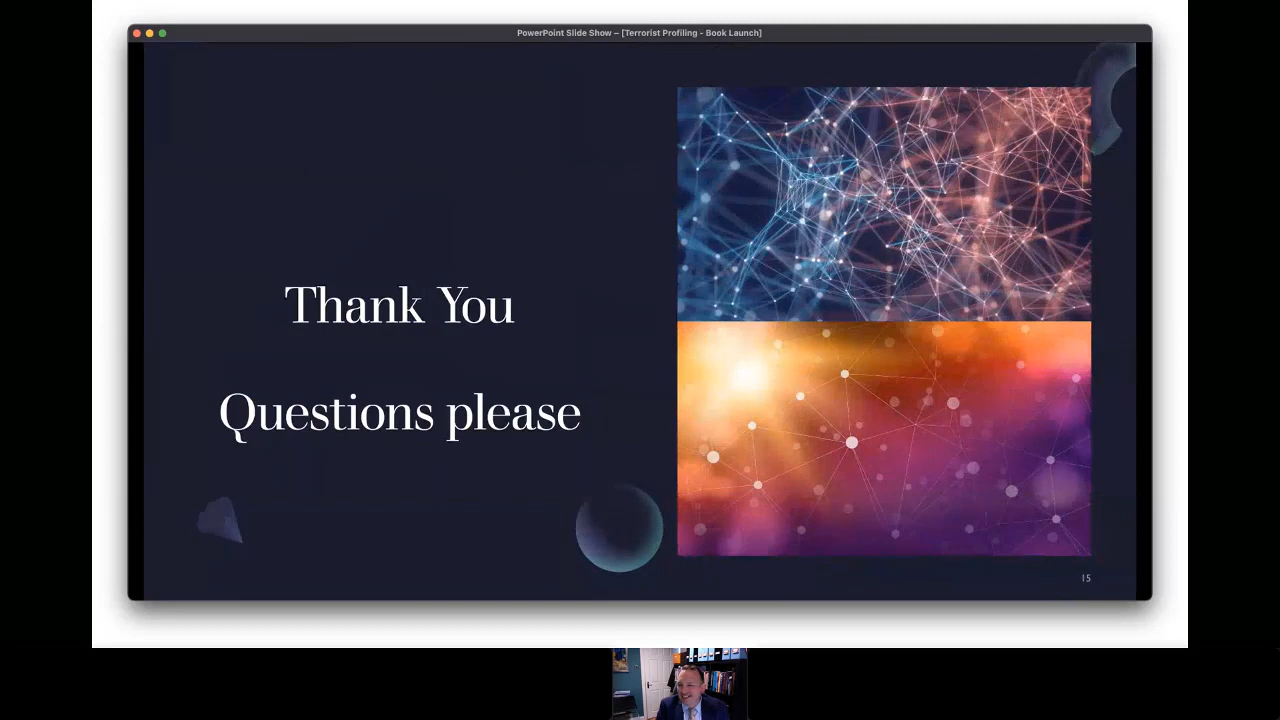 PowerPoint Slide Show – [Terrorist Profiling - Book Launch]
Thank You
Questions please
15